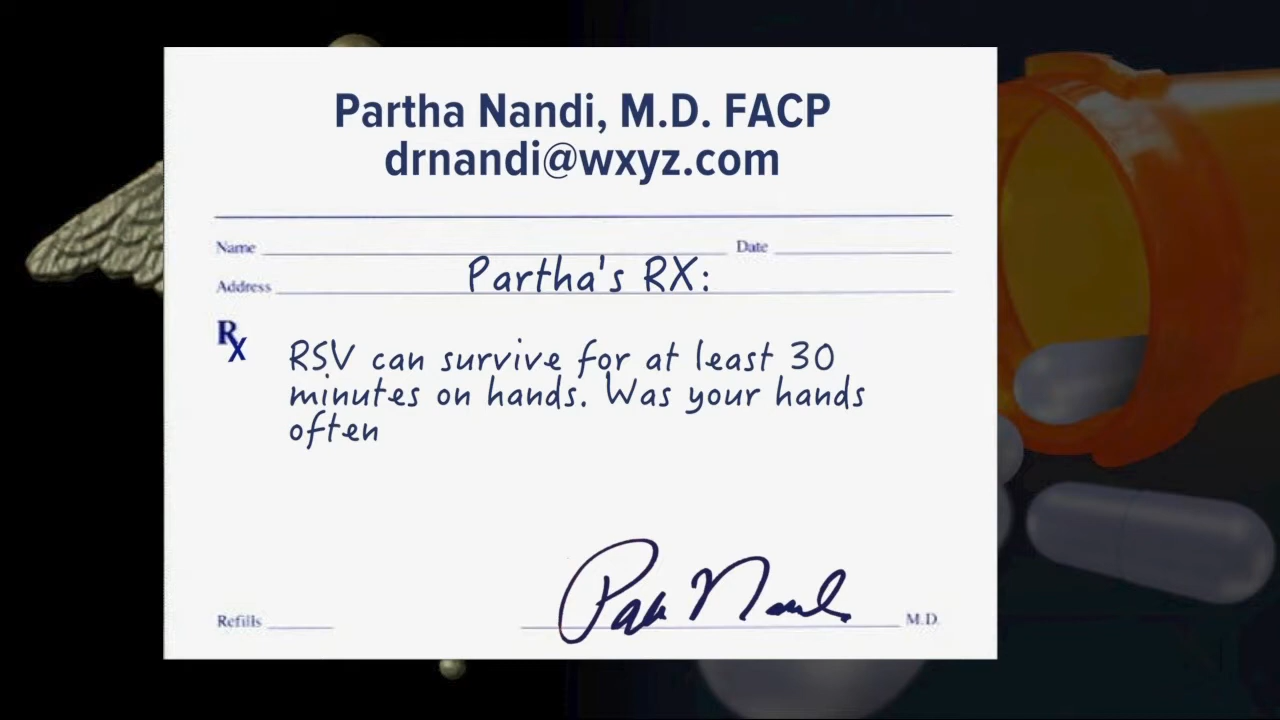 Partha Nandi, M.D. FACP
drnandi@wxyz.com
Name Date
Partha's RX:
Address
Rx
RSV can survive for at least 30
minutes on hands. Was your hands
often
Refills M.D.